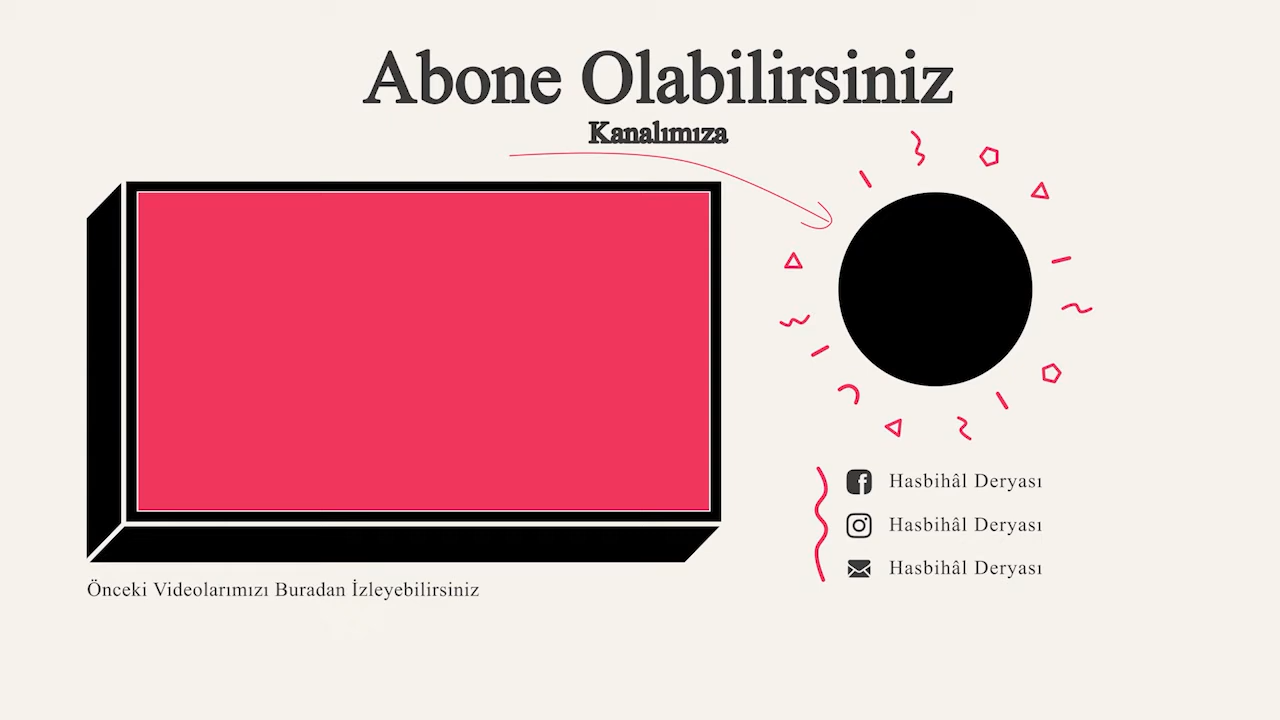 Abone Olabilirsiniz
Kanalımıza
Hasbihâl Deryası
Hasbihâl Deryası
Hasbihâl Deryası
Önceki Videolarımızı Buradan İzleyebilirsiniz